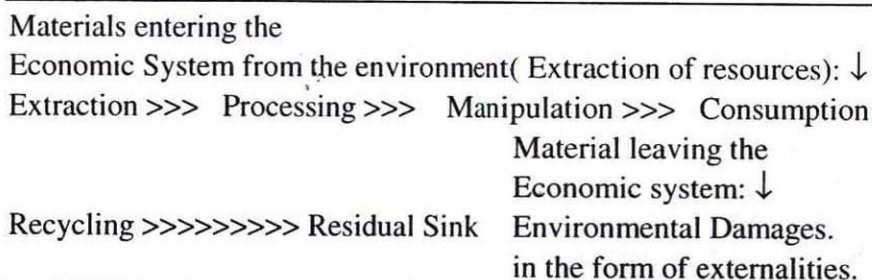 Materials entering the
Economic System from the environment( Extraction of resources): ↓
Extraction >>> Processing >>> Manipulation >>> Consumption
Material leaving the
Economic system: ↓
Recycling >>>>>>>>> Residual Sink Environmental Damages.
in the form of externalities.